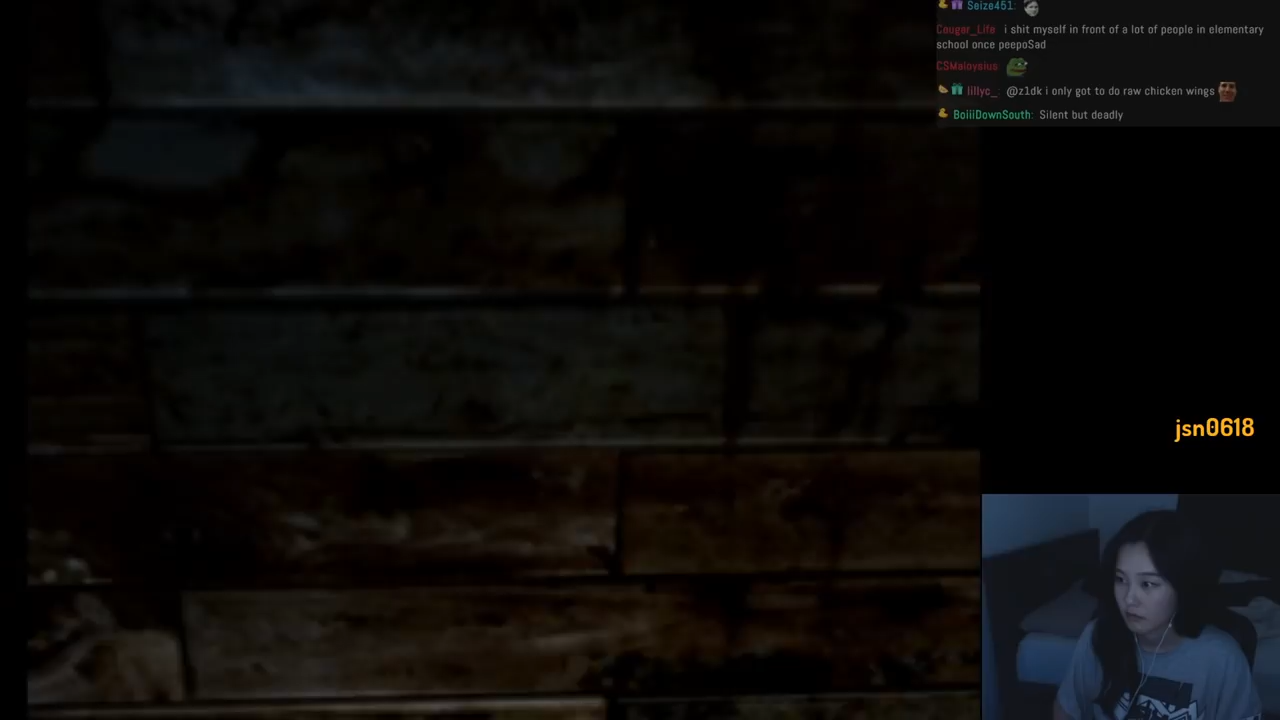 Seize451:
Cougar_Life i shit myself in front of a lot of people in elementary
school once peepoSad
CSMaloysius
lillyc_: @z1dk i only got to do raw chicken wings
BoiiiDownSouth: Silent but deadly
jsn0618